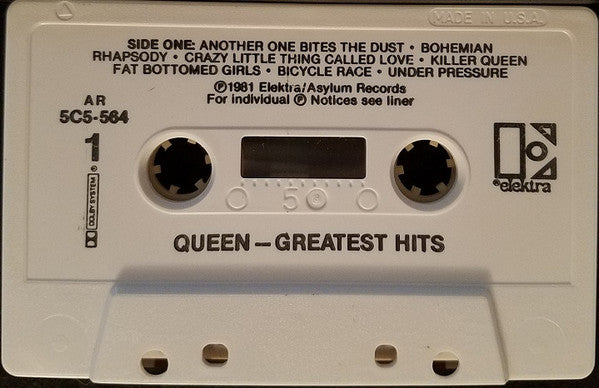 MADE IN U.S.A.
SIDE ONE: ANOTHER ONE BITES THE DUST • BOHEMIAN
RHAPSODY • CRAZY LITTLE THING CALLED LOVE • KILLER QUEEN
FAT BOTTOMED GIRLS • BICYCLE RACE • UNDER PRESSURE
℗1981 Elektra/Asylum Records
For individual ℗ Notices see liner
AR
5C5-564
1
DOLBY SYSTEM®
®elektra
50
QUEEN—GREATEST HITS